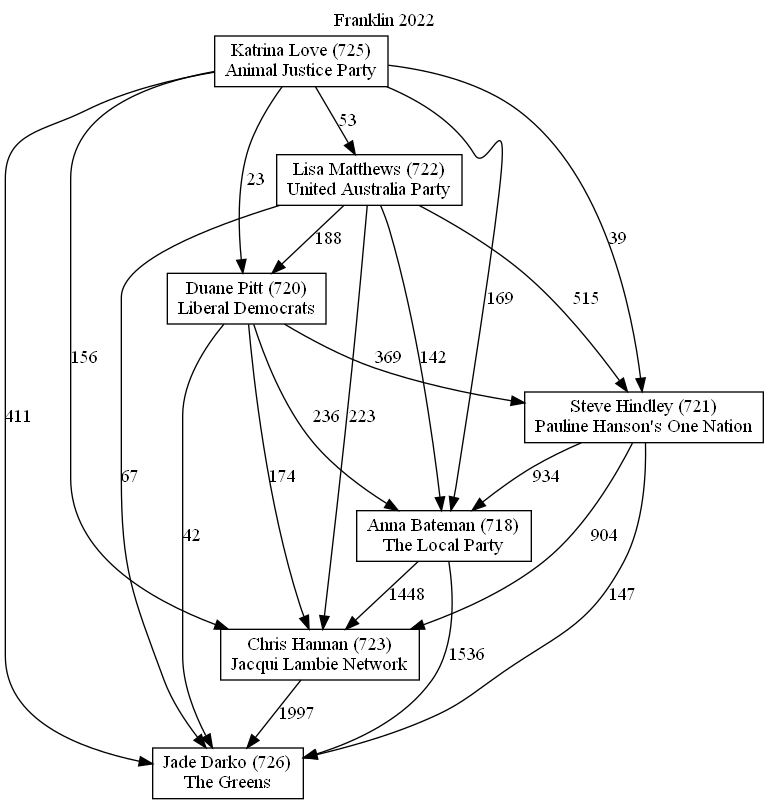 Franklin 2022
Katrina Love (725)
Animal Justice Party
53
Lisa Matthews (722)
United Australia Party
23
188
39
Duane Pitt (720)
Liberal Democrats
169
515
156
369
142
411
236
223
Steve Hindley (721)
Pauline Hanson's One Nation
67
174
934
42
Anna Bateman (718)
The Local Party
904
1448
147
Chris Hannan (723)
Jacqui Lambie Network
1536
1997
Jade Darko (726)
The Greens